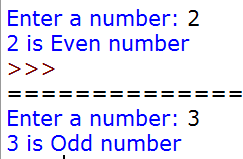 Enter a number: 2
2 is Even number
>>>
==============
Enter a number: 3
3 is Odd number